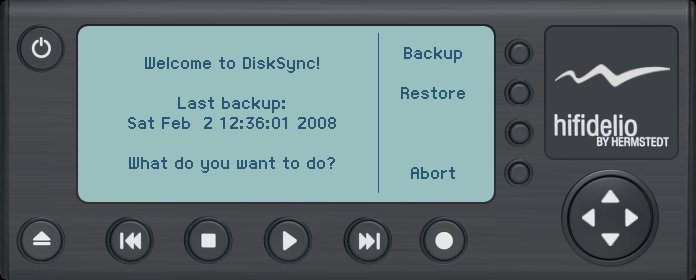 Welcome to DiskSync!
Last backup:
Sat Feb  2 12:36:01 2008
What do you want to do?
Backup
Restore
Abort
hifidelio
BY HERMSTEDT